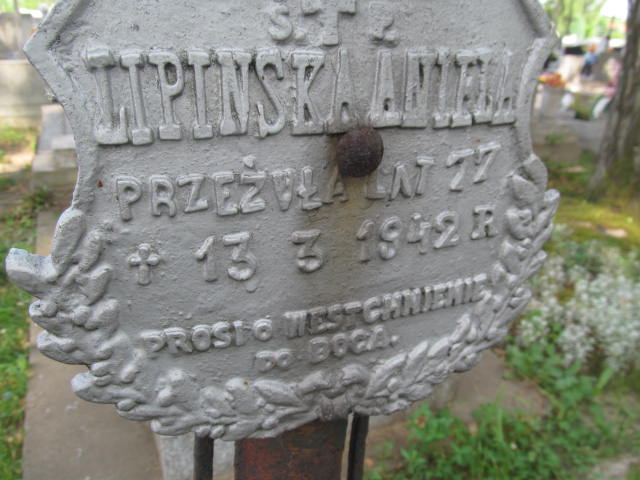 Ś. † P.
LIPIŃSKA ANIELA
PRZEŻYŁA LAT 77
† 13 3 1942 R
PROSI O WESTCHNIENIE
DO BOGA.